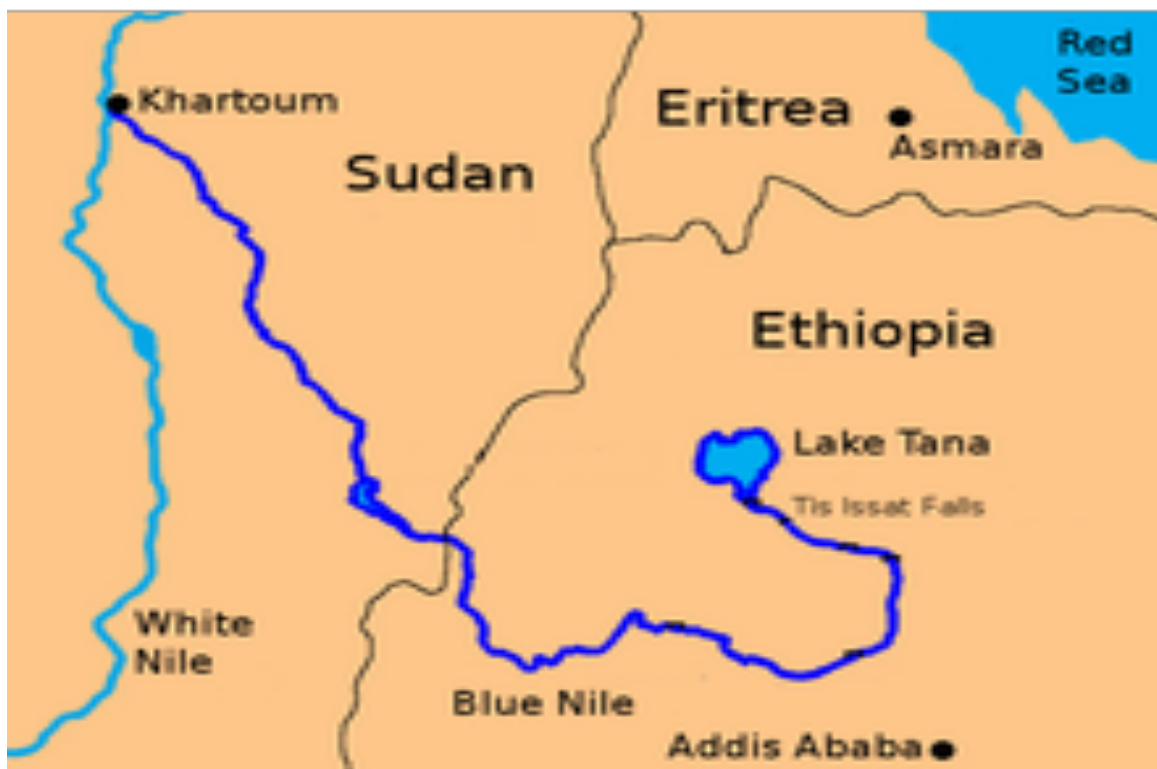 Red
Sea
Khartoum
Eritrea
Asmara
Sudan
Ethiopia
Lake Tana
Tis Issat Falls
White
Nile
Blue Nile
Addis Ababa